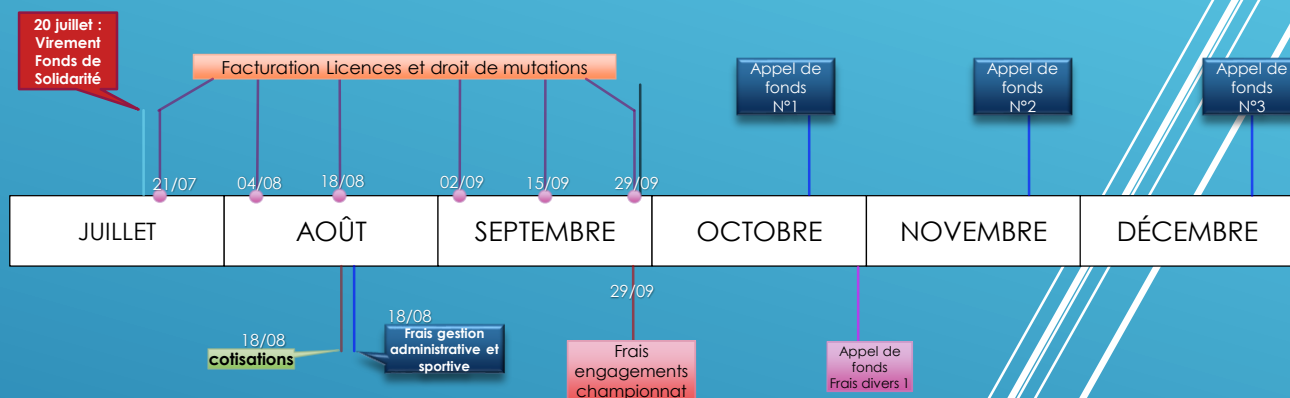 20 juillet :
Virement
Fonds de
Solidarité
Facturation Licences et droit de mutations
Appel de
fonds
N°1
Appel de
fonds
N°2
Appel de
fonds
N°3
21/07
04/08
18/08
02/09
15/09
29/09
JUILLET
AOÛT
SEPTEMBRE
OCTOBRE
NOVEMBRE
DÉCEMBRE
18/08
cotisations
18/08
Frais gestion
administrative et
sportive
29/09
Frais
engagements
championnat
Appel de
fonds
Frais divers 1